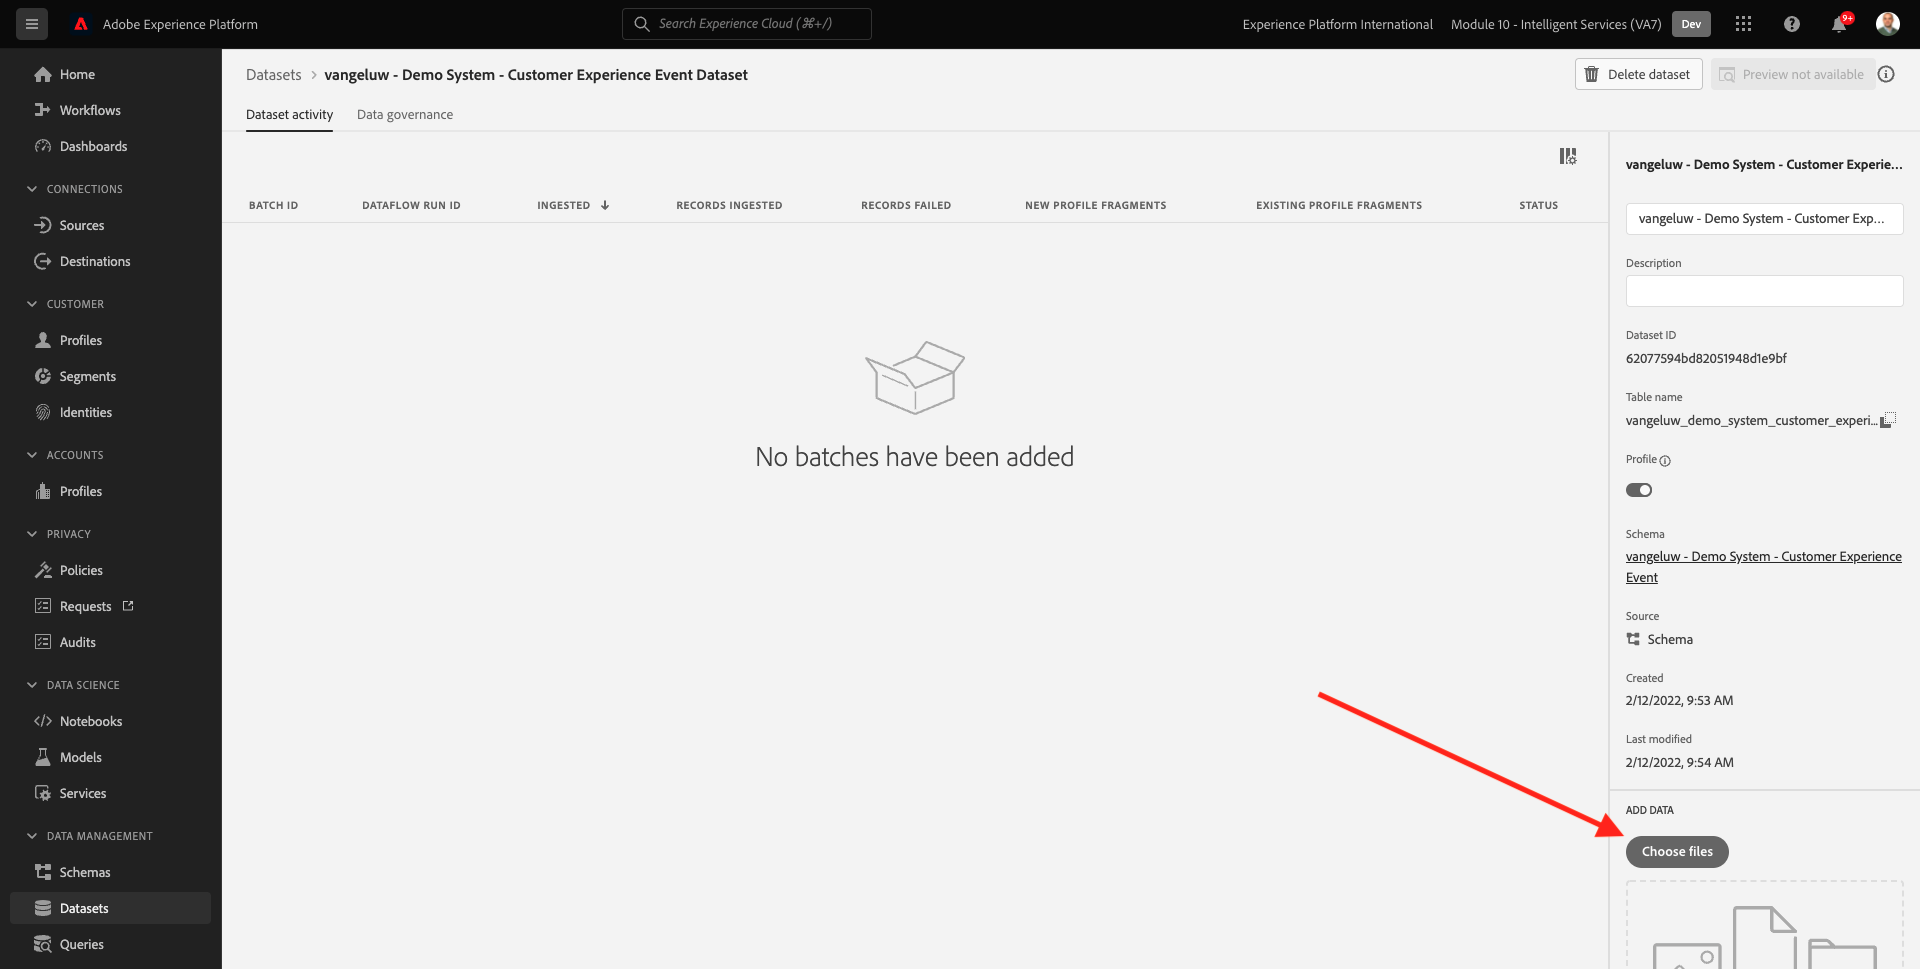 Adobe Experience Platform
Search Experience Cloud (⌘+/)
Experience Platform International
Module 10 - Intelligent Services (VA7)
Dev
9+
Home
Workflows
Dashboards
CONNECTIONS
Sources
Destinations
CUSTOMER
Profiles
Segments
Identities
ACCOUNTS
Profiles
PRIVACY
Policies
Requests
Audits
DATA SCIENCE
Notebooks
Models
Services
DATA MANAGEMENT
Schemas
Datasets
Queries
Datasets > vangeluw - Demo System - Customer Experience Event Dataset
Delete dataset
Preview not available
Dataset activity
Data governance
BATCH ID
DATAFLOW RUN ID
INGESTED ↓
RECORDS INGESTED
RECORDS FAILED
NEW PROFILE FRAGMENTS
EXISTING PROFILE FRAGMENTS
STATUS
No batches have been added
vangeluw - Demo System - Customer Experie...
vangeluw - Demo System - Customer Exp...
Description
Dataset ID
62077594bd82051948d1e9bf
Table name
vangeluw_demo_system_customer_experi...
Profile
Schema
vangeluw - Demo System - Customer Experience
Event
Source
Schema
Created
2/12/2022, 9:53 AM
Last modified
2/12/2022, 9:54 AM
ADD DATA
Choose files